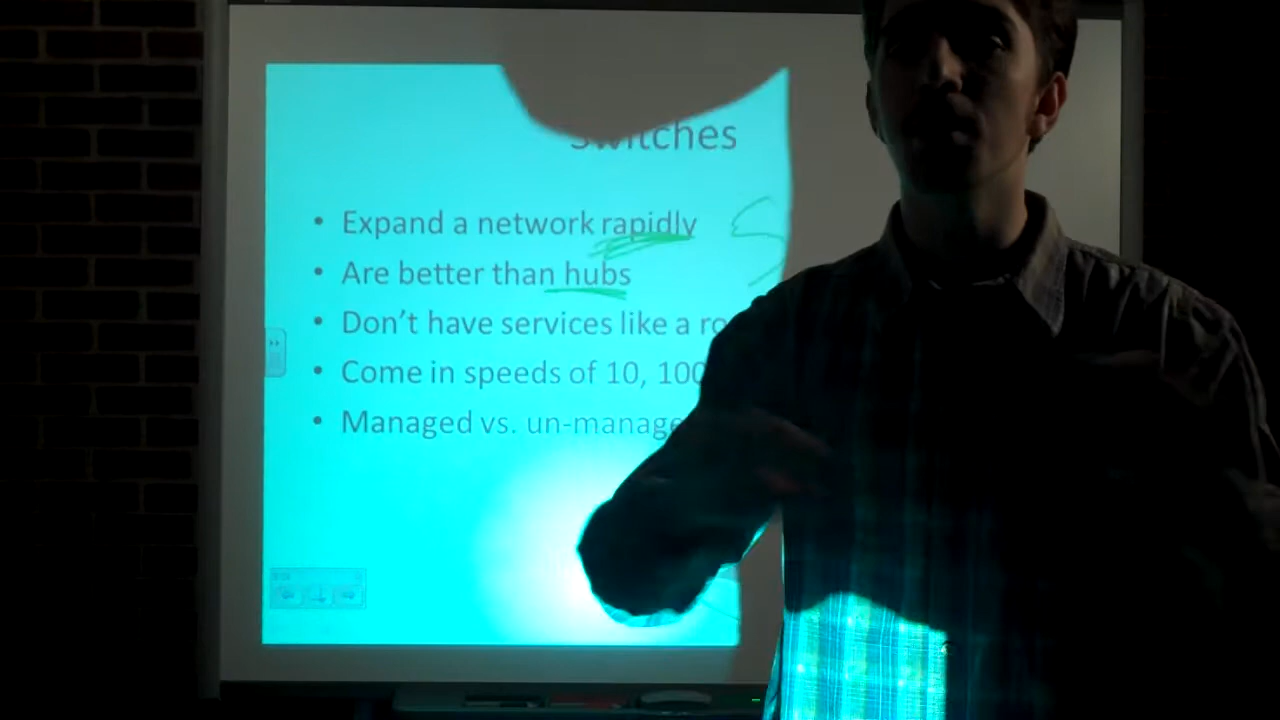 Switches
• Expand a network rapidly
• Are better than hubs
• Don't have services like a ro
• Come in speeds of 10, 100
• Managed vs. un-manage